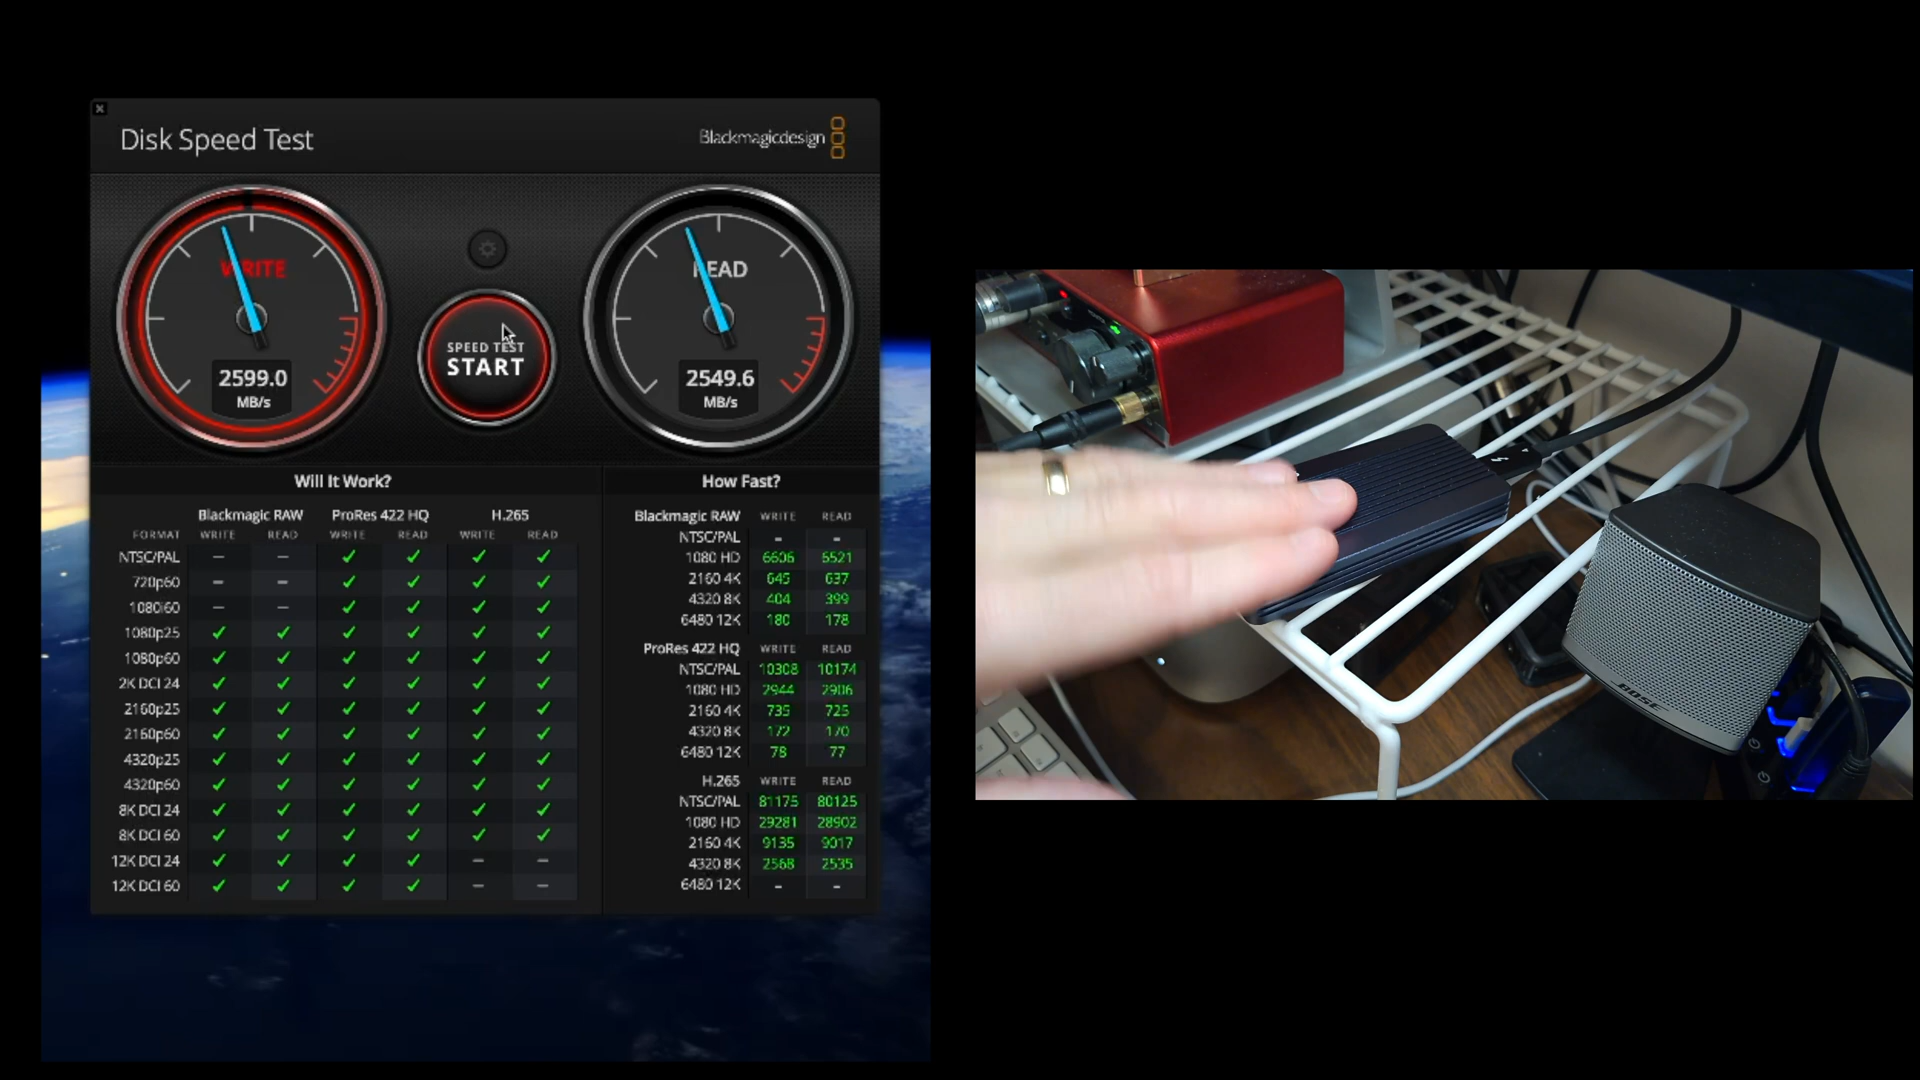 Disk Speed Test
Blackmagicdesign
WRITE
2599.0
MB/s
SPEED TEST
START
READ
2549.6
MB/s
Will It Work?
Blackmagic RAW ProRes 422 HQ H.265
FORMAT WRITE READ WRITE READ WRITE READ
NTSC/PAL – – ✓ ✓ ✓ ✓
720p60 – – ✓ ✓ ✓ ✓
1080i60 – – ✓ ✓ ✓ ✓
1080p25 ✓ ✓ ✓ ✓ ✓ ✓
1080p60 ✓ ✓ ✓ ✓ ✓ ✓
2K DCI 24 ✓ ✓ ✓ ✓ ✓ ✓
2160p25 ✓ ✓ ✓ ✓ ✓ ✓
2160p60 ✓ ✓ ✓ ✓ ✓ ✓
4320p25 ✓ ✓ ✓ ✓ ✓ ✓
4320p60 ✓ ✓ ✓ ✓ ✓ ✓
8K DCI 24 ✓ ✓ ✓ ✓ ✓ ✓
8K DCI 60 ✓ ✓ ✓ ✓ ✓ ✓
12K DCI 24 ✓ ✓ ✓ ✓ – –
12K DCI 60 ✓ ✓ ✓ ✓ – –
How Fast?
Blackmagic RAW WRITE READ
NTSC/PAL - -
1080 HD 6606 6521
2160 4K 645 637
4320 8K 404 399
6480 12K 180 178
ProRes 422 HQ WRITE READ
NTSC/PAL 10308 10174
1080 HD 2944 2906
2160 4K 735 725
4320 8K 172 170
6480 12K 78 77
H.265 WRITE READ
NTSC/PAL 81175 80125
1080 HD 29281 28902
2160 4K 9135 9017
4320 8K 2568 2535
6480 12K - -
BOSE